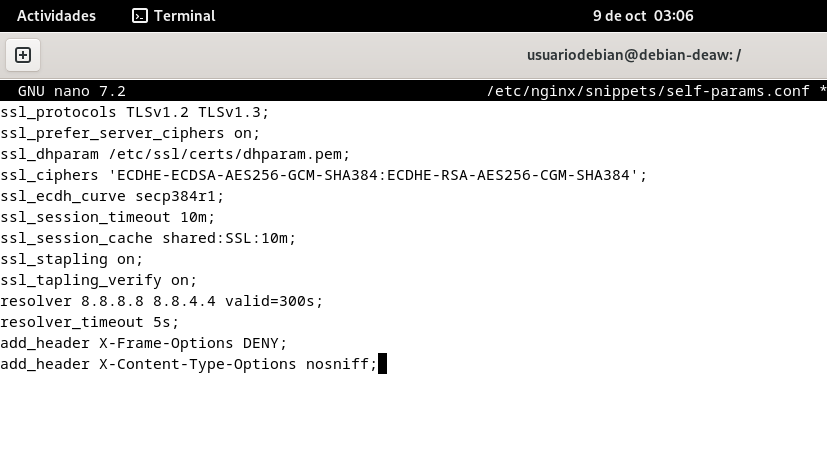 Actividades Terminal 9 de oct 03:06
usuariodebian@debian-deaw: /
GNU nano 7.2 /etc/nginx/snippets/self-params.conf *
ssl_protocols TLSv1.2 TLSv1.3;
ssl_prefer_server_ciphers on;
ssl_dhparam /etc/ssl/certs/dhparam.pem;
ssl_ciphers 'ECDHE-ECDSA-AES256-GCM-SHA384:ECDHE-RSA-AES256-CGM-SHA384';
ssl_ecdh_curve secp384r1;
ssl_session_timeout 10m;
ssl_session_cache shared:SSL:10m;
ssl_stapling on;
ssl_tapling_verify on;
resolver 8.8.8.8 8.8.4.4 valid=300s;
resolver_timeout 5s;
add_header X-Frame-Options DENY;
add_header X-Content-Type-Options nosniff;